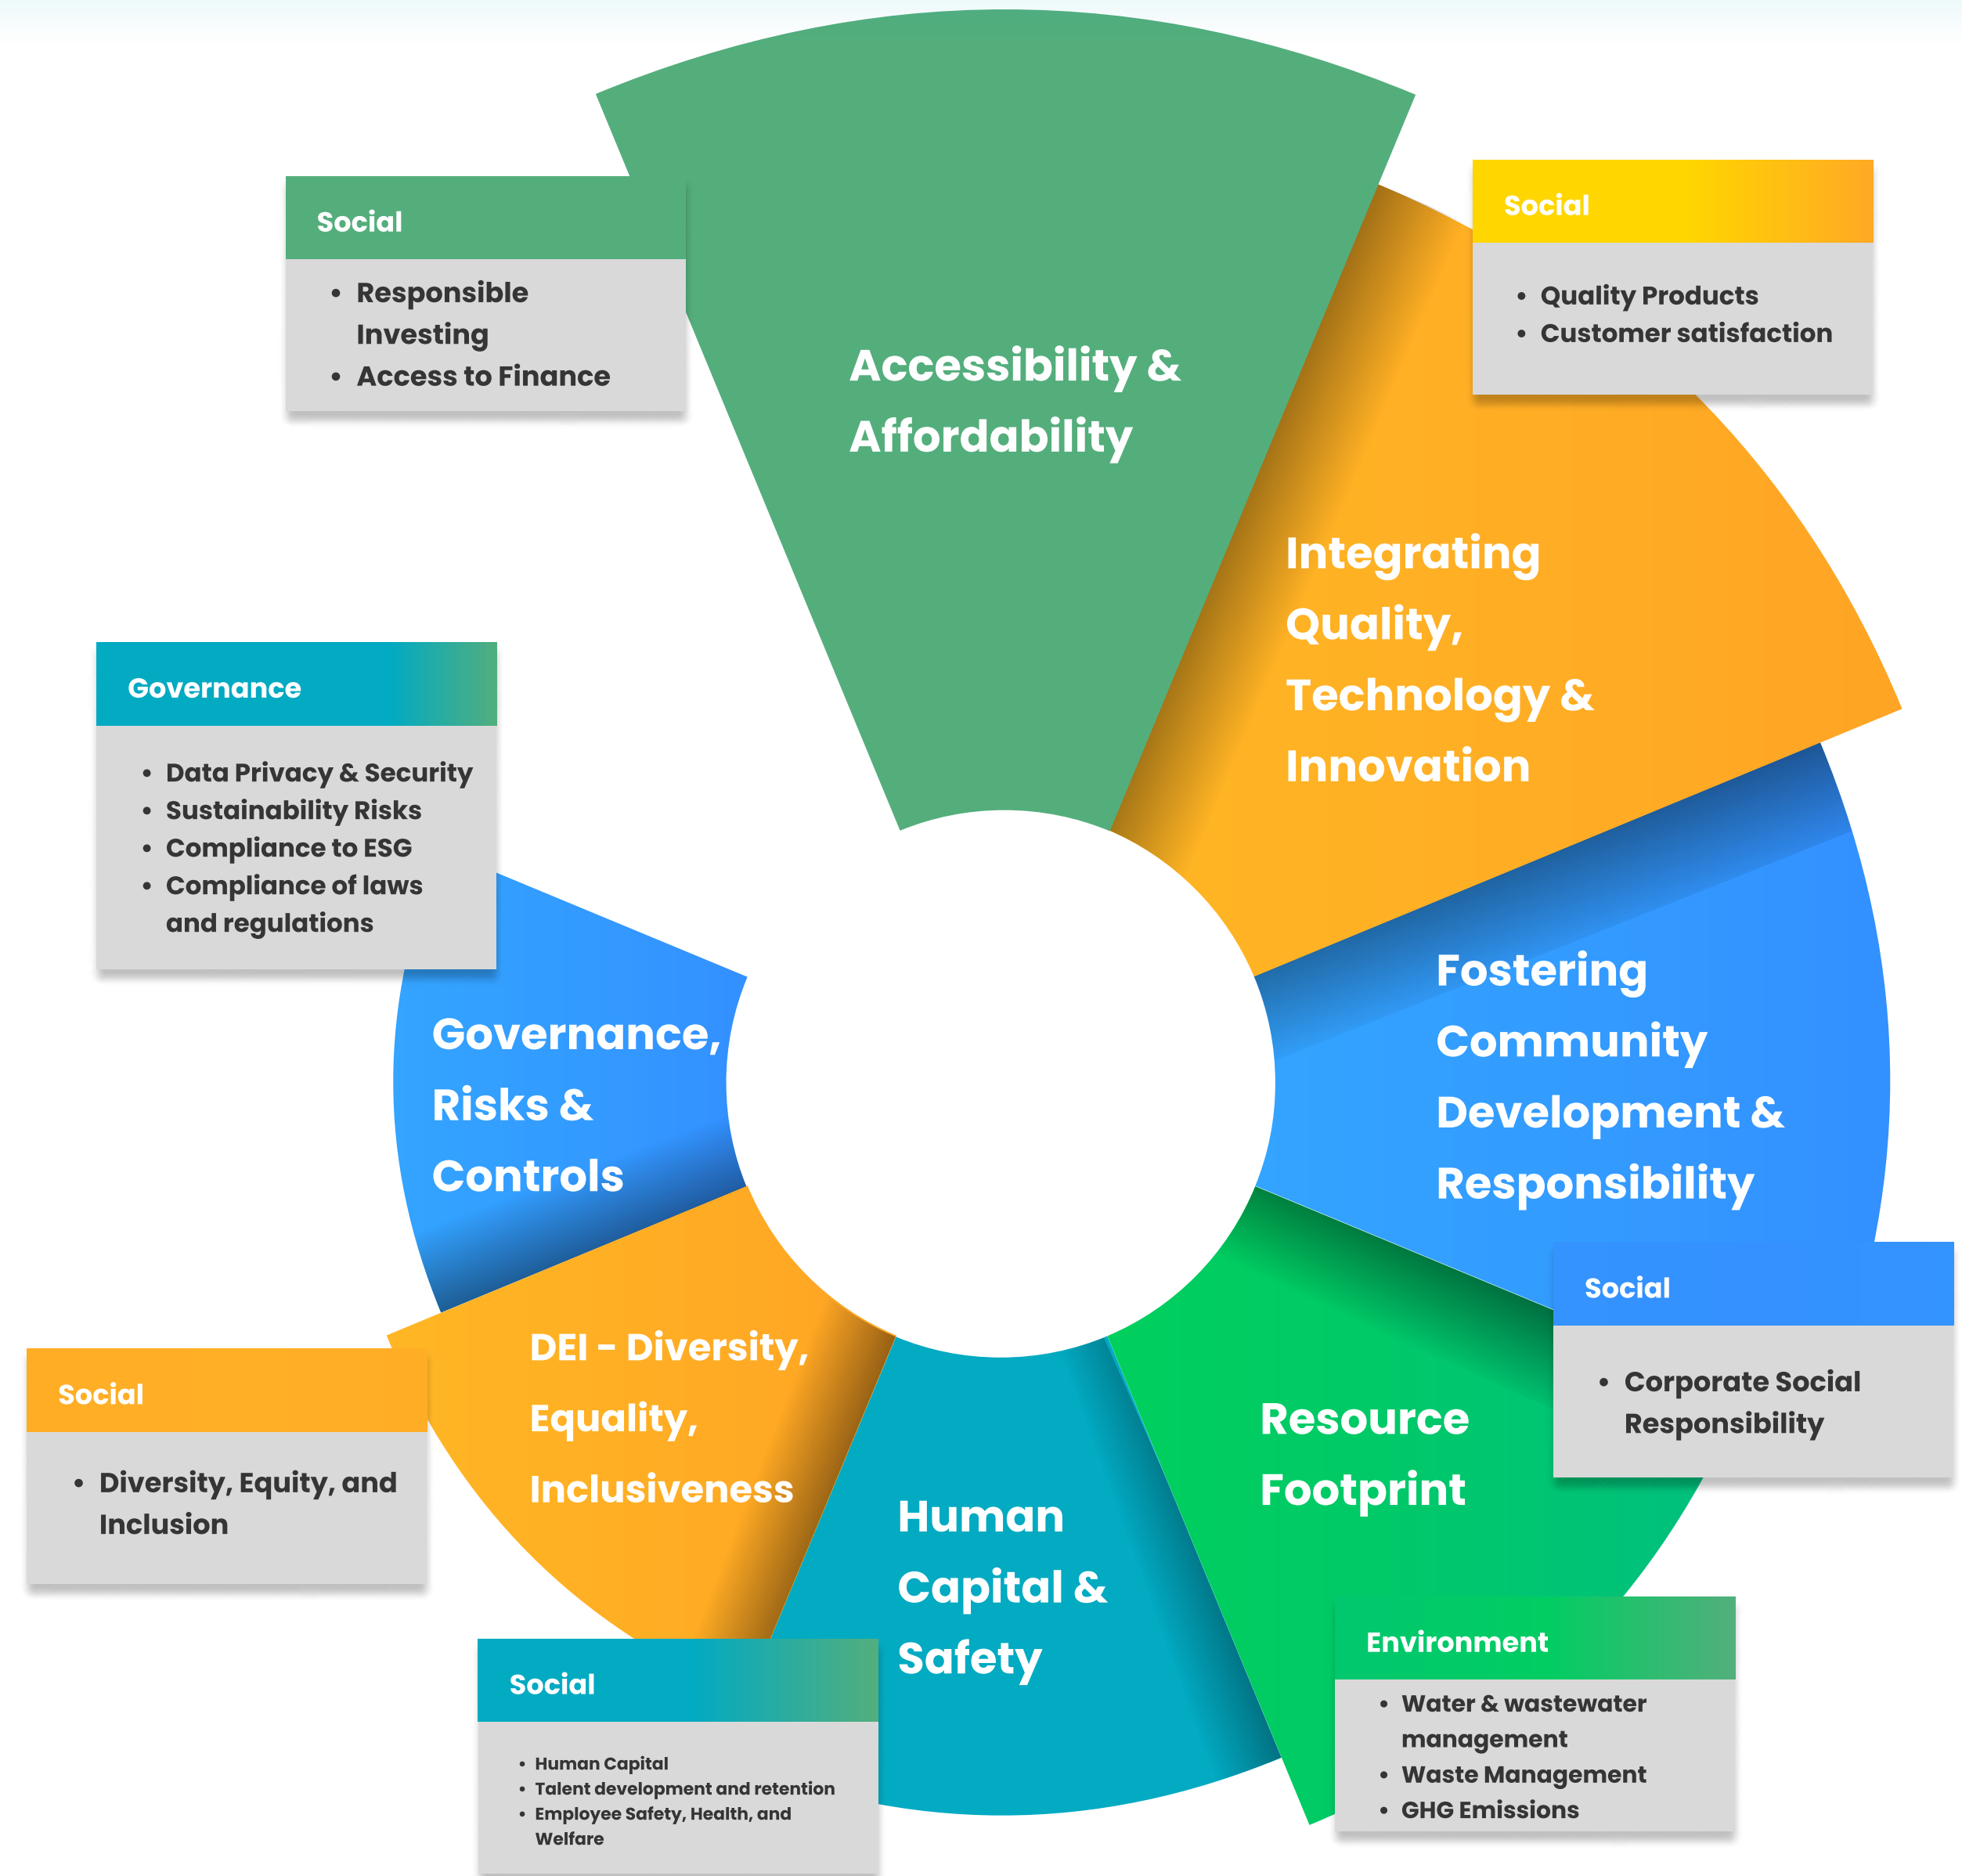 Social
• Responsible
Investing
• Access to Finance
Accessibility &
Affordability
Social
• Quality Products
• Customer satisfaction
Integrating
Quality,
Technology &
Innovation
Governance
• Data Privacy & Security
• Sustainability Risks
• Compliance to ESG
• Compliance of laws
and regulations
Governance,
Risks &
Controls
Fostering
Community
Development &
Responsibility
Social
• Corporate Social
Responsibility
DEI - Diversity,
Equality,
Inclusiveness
Social
• Diversity, Equity, and
Inclusion
Resource
Footprint
Human
Capital &
Safety
Environment
• Water & wastewater
management
• Waste Management
• GHG Emissions
Social
• Human Capital
• Talent development and retention
• Employee Safety, Health, and
Welfare